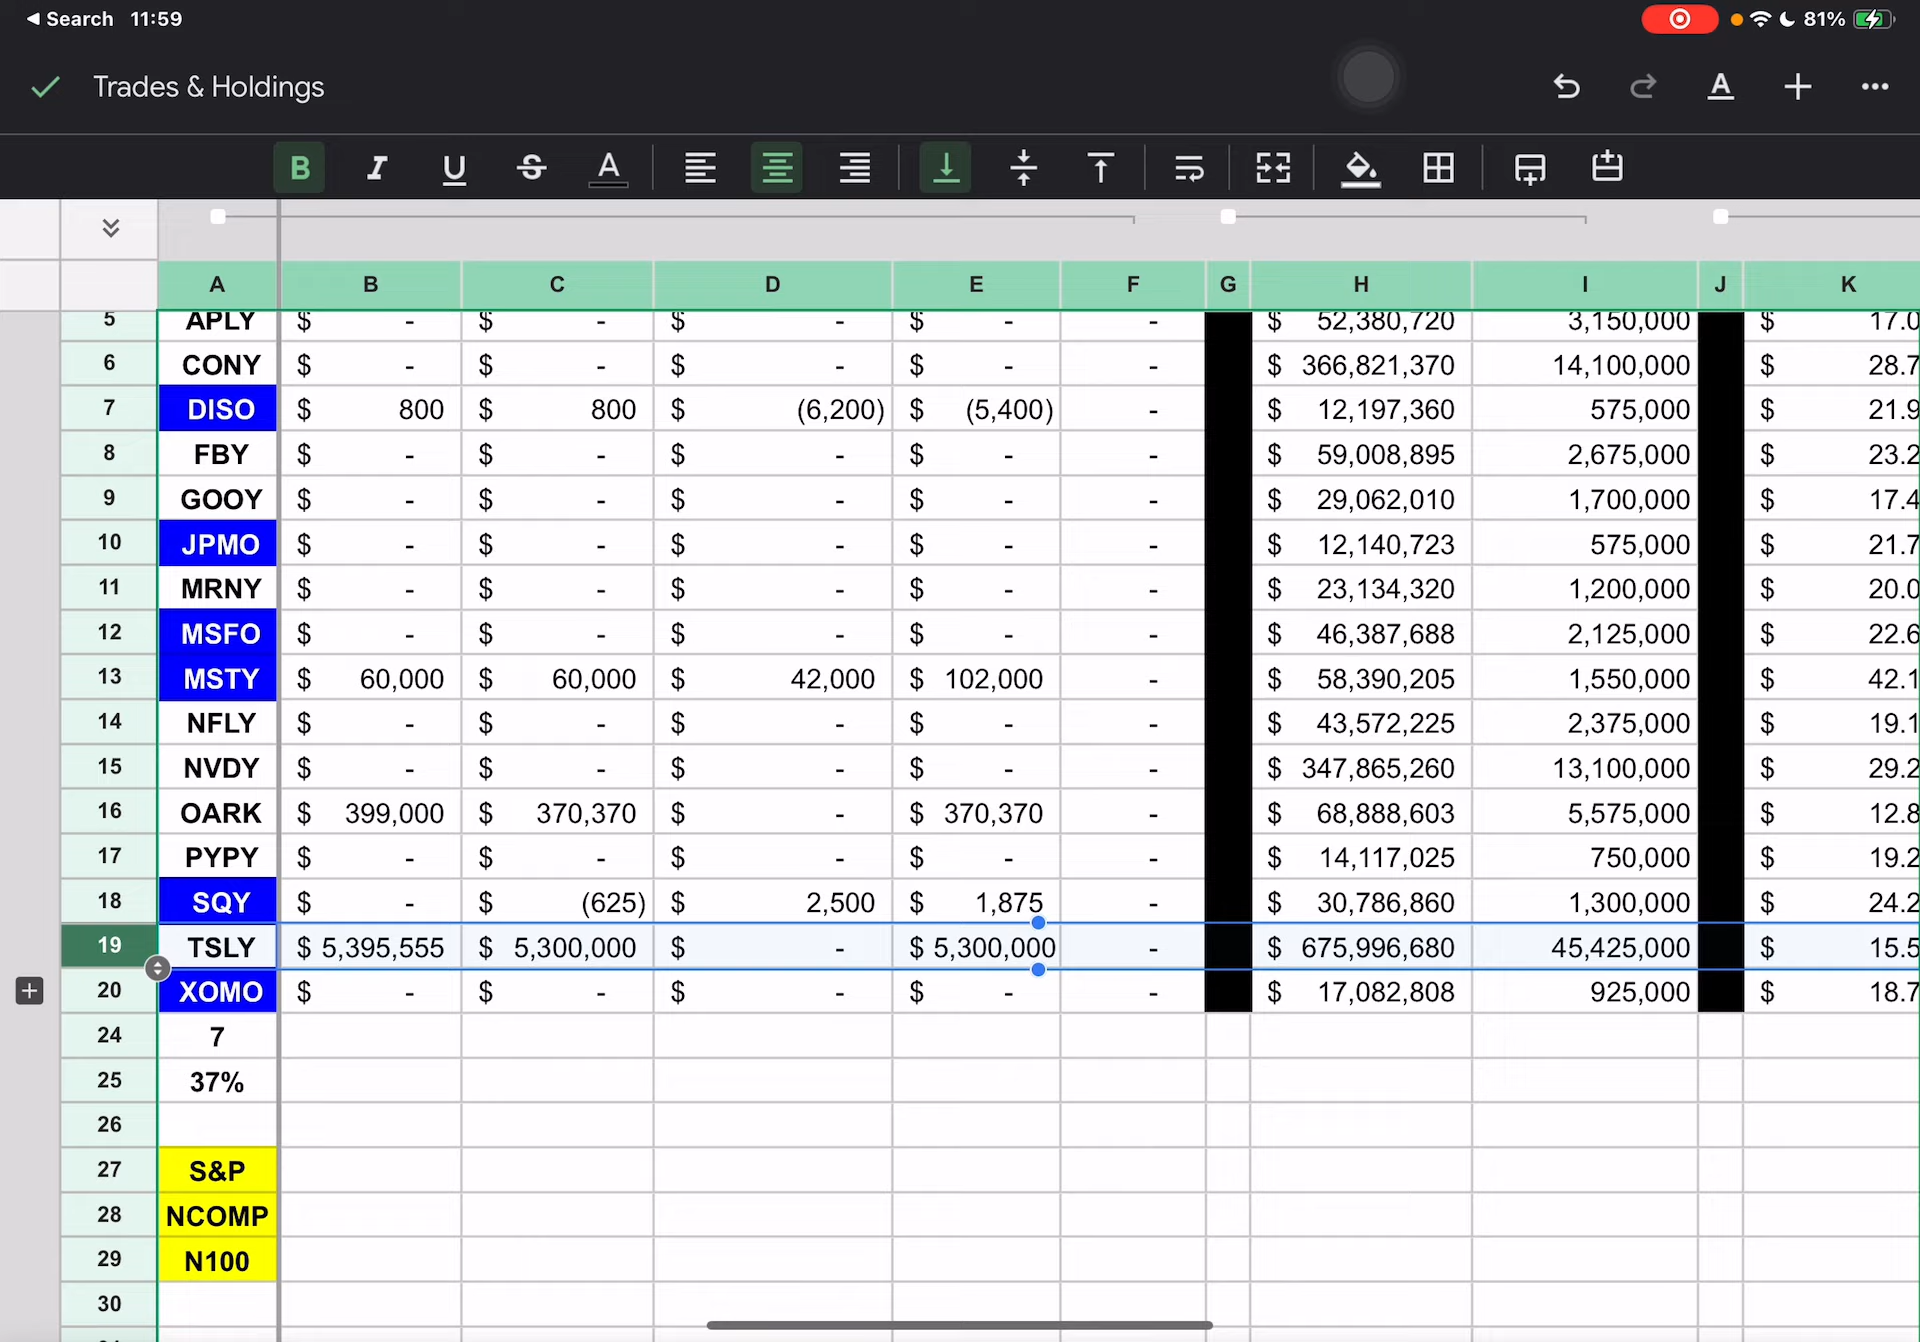 Search 11:59 81%
Trades & Holdings A
B I U S A
A B C D E F G H I J K
5 APLY $ - $ - $ - $ - - $ 52,380,720 3,150,000 $ 17.0
6 CONY $ - $ - $ - $ - - $ 366,821,370 14,100,000 $ 28.7
7 DISO $ 800 $ 800 $ (6,200) $ (5,400) - $ 12,197,360 575,000 $ 21.9
8 FBY $ - $ - $ - $ - - $ 59,008,895 2,675,000 $ 23.2
9 GOOY $ - $ - $ - $ - - $ 29,062,010 1,700,000 $ 17.4
10 JPMO $ - $ - $ - $ - - $ 12,140,723 575,000 $ 21.7
11 MRNY $ - $ - $ - $ - - $ 23,134,320 1,200,000 $ 20.0
12 MSFO $ - $ - $ - $ - - $ 46,387,688 2,125,000 $ 22.6
13 MSTY $ 60,000 $ 60,000 $ 42,000 $ 102,000 - $ 58,390,205 1,550,000 $ 42.1
14 NFLY $ - $ - $ - $ - - $ 43,572,225 2,375,000 $ 19.1
15 NVDY $ - $ - $ - $ - - $ 347,865,260 13,100,000 $ 29.2
16 OARK $ 399,000 $ 370,370 $ - $ 370,370 - $ 68,888,603 5,575,000 $ 12.8
17 PYPY $ - $ - $ - $ - - $ 14,117,025 750,000 $ 19.2
18 SQY $ - $ (625) $ 2,500 $ 1,875 - $ 30,786,860 1,300,000 $ 24.2
19 TSLY $ 5,395,555 $ 5,300,000 $ - $ 5,300,000 - $ 675,996,680 45,425,000 $ 15.5
20 XOMO $ - $ - $ - $ - - $ 17,082,808 925,000 $ 18.7
24 7
25 37%
26
27 S&P
28 NCOMP
29 N100
30